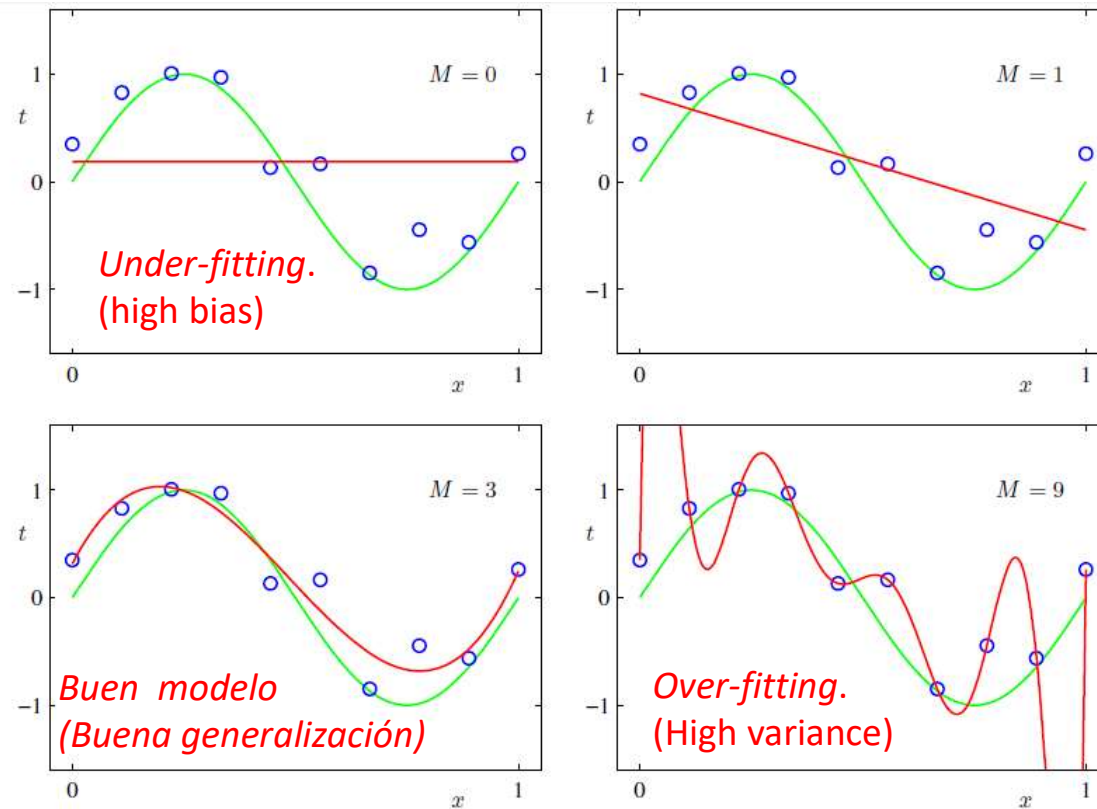 M = 0
1
t
0
−1
Under-fitting.
(high bias)
0
x
1
M = 1
1
t
0
−1
0
x
1
M = 3
1
t
0
−1
Buen modelo
(Buena generalización)
0
x
1
M = 9
1
t
0
−1
Over-fitting.
(High variance)
0
x
1